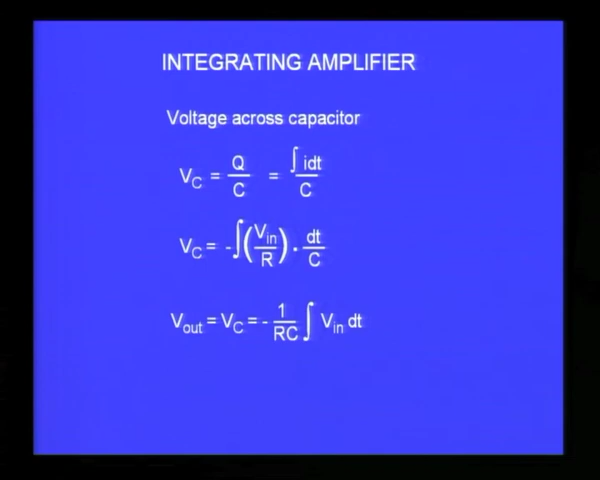 INTEGRATING AMPLIFIER
Voltage across capacitor
V_C = Q/C = ∫idt/C
V_C = -∫(V_in/R) . dt/C
V_out = V_C = - 1/RC ∫ V_in dt